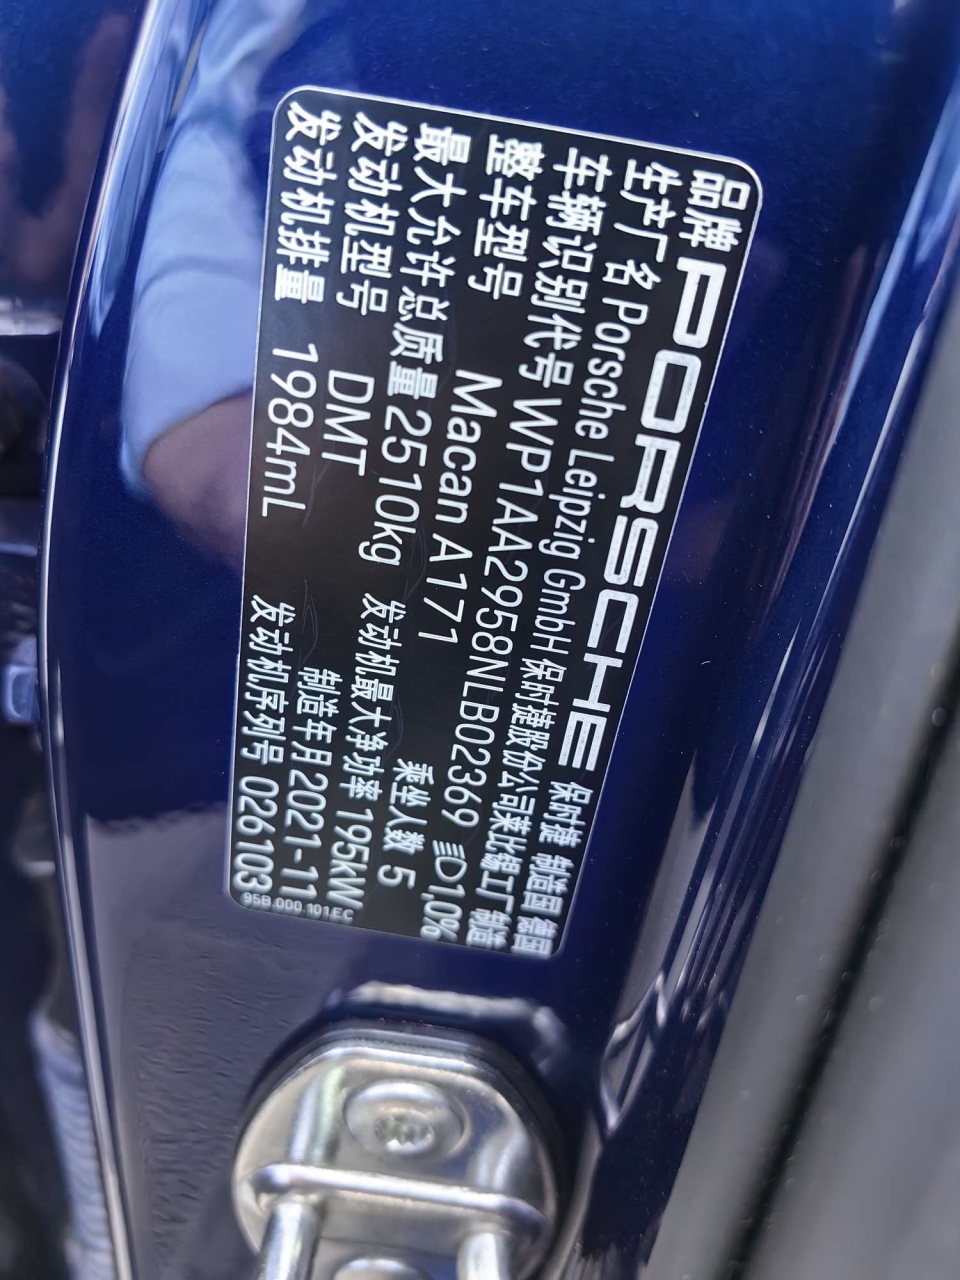 品牌 PORSCHE 保时捷 制造国 德国
生产厂名 Porsche Leipzig GmbH 保时捷股份公司莱比锡工厂 制造
车辆识别代号 WP1AA2958NLB02369 1,0%
整车型号 Macan A171 乘坐人数 5
最大允许总质量 2510kg 发动机最大净功率 195kW
发动机型号 DMT 制造年月 2021-11
发动机排量 1984mL 发动机序列号 026103
95B.000.101.EC